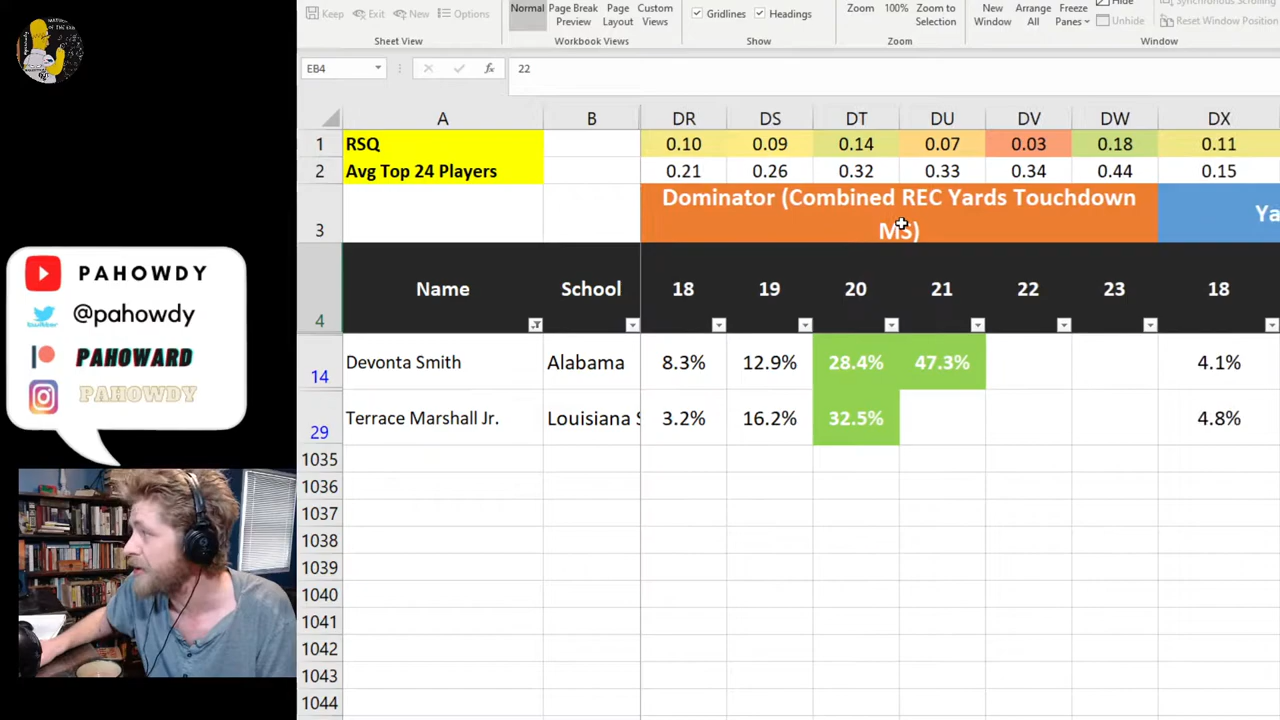 Keep Exit New Options
Normal Page Break Preview Page Layout Custom Views
Gridlines Headings
Zoom 100% Zoom to Selection
New Window Arrange All Freeze Panes Hide Unhide
Synchronous Scrolling
Reset Window Position
Sheet View Workbook Views Show Zoom Window
EB4 fx 22
A B DR DS DT DU DV DW DX
1 RSQ 0.10 0.09 0.14 0.07 0.03 0.18 0.11
2 Avg Top 24 Players 0.21 0.26 0.32 0.33 0.34 0.44 0.15
3 Dominator (Combined REC Yards Touchdown MS) Ya
4 Name School 18 19 20 21 22 23 18
14 Devonta Smith Alabama 8.3% 12.9% 28.4% 47.3% 4.1%
29 Terrace Marshall Jr. Louisiana S 3.2% 16.2% 32.5% 4.8%
1035
1036
1037
1038
1039
1040
1041
1042
1043
1044
PAHOWDY
twitter @pahowdy
PAHOWARD
PAHOWDY